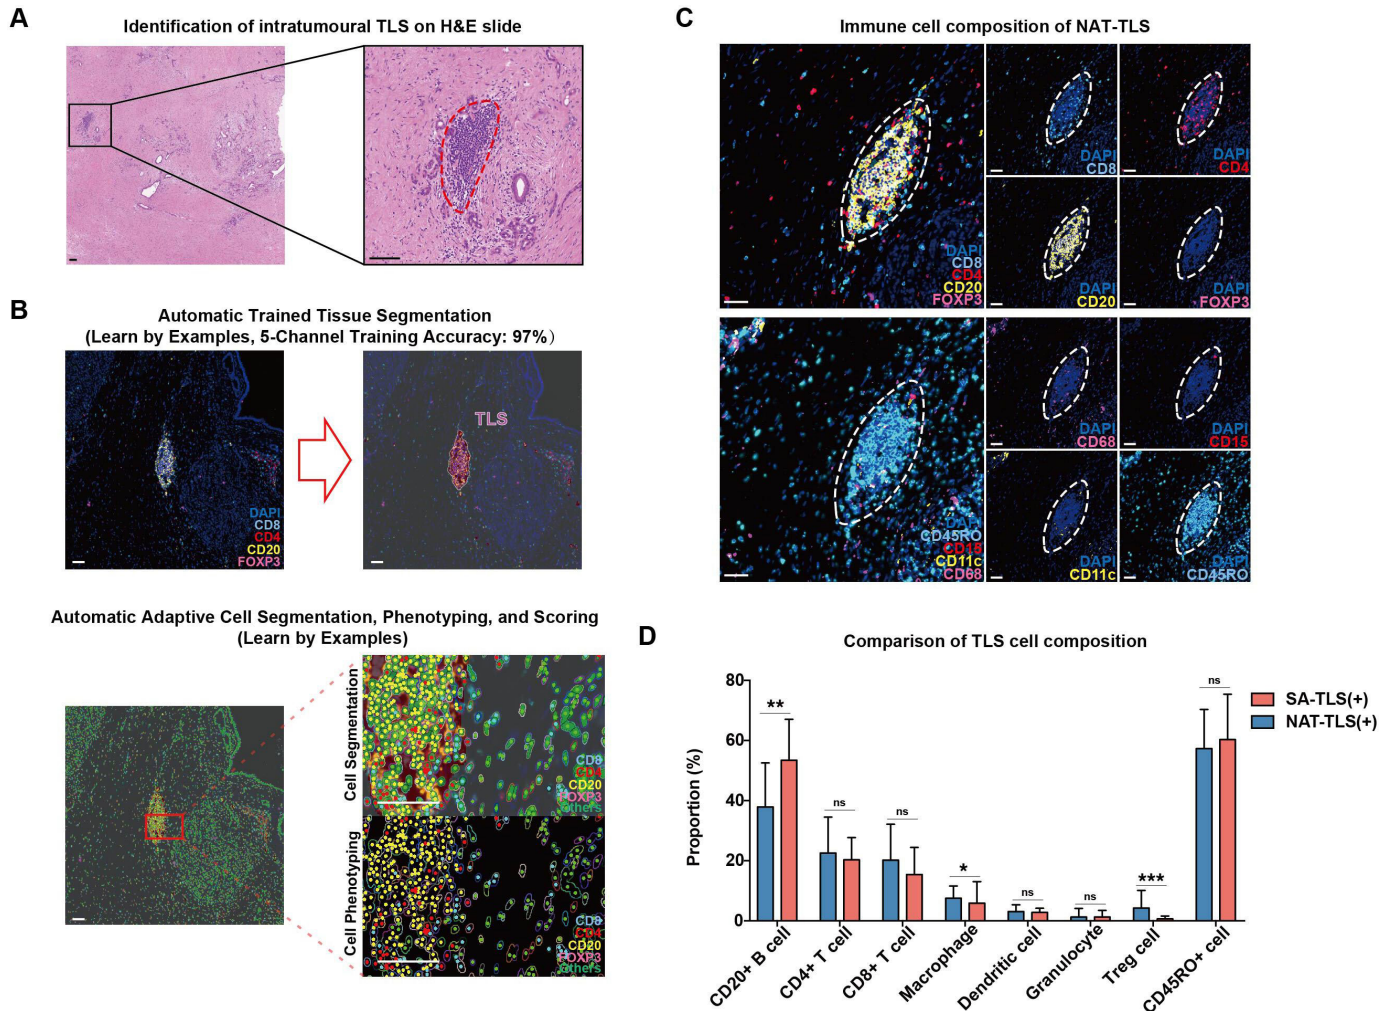 A
Identification of intratumoural TLS on H&E slide
B
Automatic Trained Tissue Segmentation
(Learn by Examples, 5-Channel Training Accuracy: 97%)
DAPI
CD8
CD4
CD20
FOXP3
TLS
Automatic Adaptive Cell Segmentation, Phenotyping, and Scoring
(Learn by Examples)
Cell Segmentation
CD8
CD4
CD20
FOXP3
Others
Cell Phenotyping
CD8
CD4
CD20
FOXP3
Others
C
Immune cell composition of NAT-TLS
DAPI
CD8
CD4
CD20
FOXP3
DAPI
CD8
DAPI
CD4
DAPI
CD20
DAPI
FOXP3
DAPI
CD45RO
CD15
CD11c
CD68
DAPI
CD68
DAPI
CD15
DAPI
CD11c
DAPI
CD45RO
D
Comparison of TLS cell composition
Proportion (%)
80
60
40
20
0
**
ns
ns
*
ns
ns
***
ns
SA-TLS(+)
NAT-TLS(+)
CD20+ B cell
CD4+ T cell
CD8+ T cell
Macrophage
Dendritic cell
Granulocyte
Treg cell
CD45RO+ cell